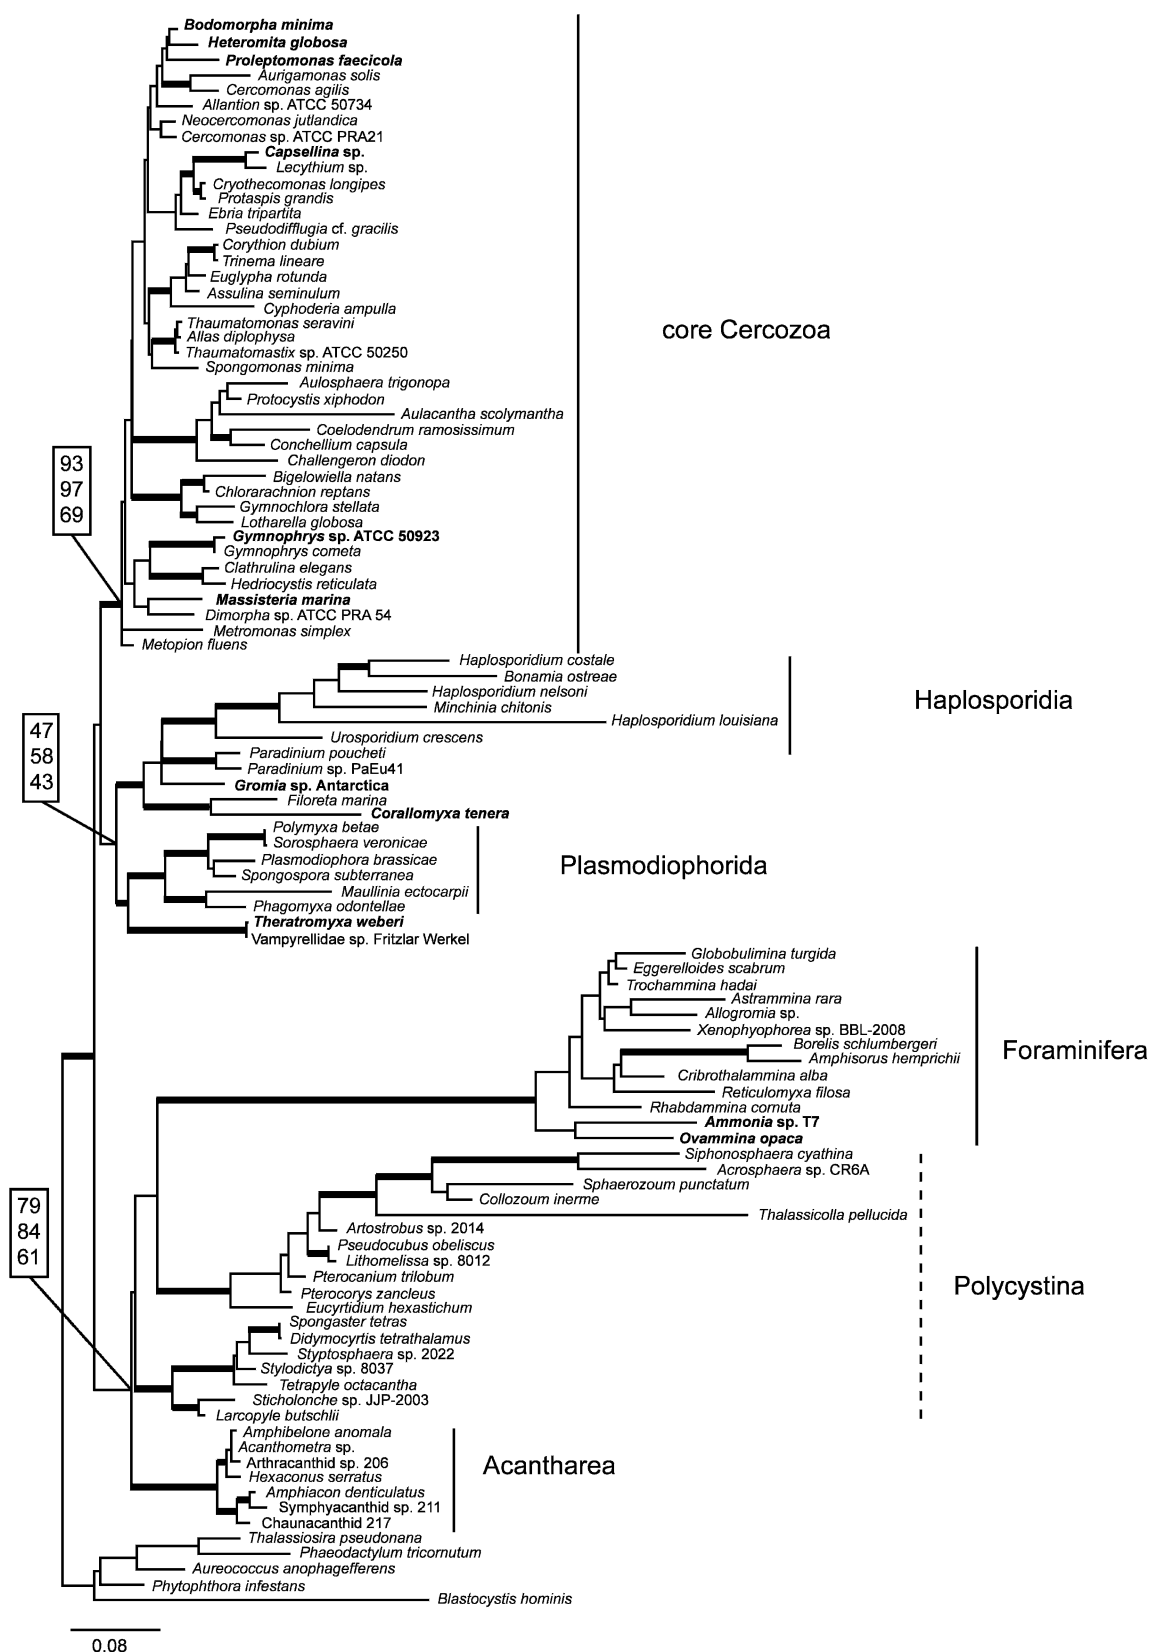 Bodomorpha minima
Heteromita globosa
Proleptomonas faecicola
Aurigamonas solis
Cercomonas agilis
Allantion sp. ATCC 50734
Neocercomonas jutlandica
Cercomonas sp. ATCC PRA21
Capsellina sp.
Lecythium sp.
Cryothecomonas longipes
Protaspis grandis
Ebria tripartita
Pseudodifflugia cf. gracilis
Corythion dubium
Trinema lineare
Euglypha rotunda
Assulina seminulum
Cyphoderia ampulla
Thaumatomonas seravini
core Cercozoa
Allas diplophysa
Thaumatomastix sp. ATCC 50250
Spongomonas minima
Aulosphaera trigonopa
Protocystis xiphodon
Aulacantha scolymantha
Coelodendrum ramosissimum
Conchellium capsula
Challengeron diodon
93
97
69
Bigelowiella natans
Chlorarachnion reptans
Gymnochlora stellata
Lotharella globosa
Gymnophrys sp. ATCC 50923
Gymnophrys cometa
Clathrulina elegans
Hedriocystis reticulata
Massisteria marina
Dimorpha sp. ATCC PRA 54
Metromonas simplex
Metopion fluens
Haplosporidium costale
Bonamia ostreae
Haplosporidium nelsoni
Haplosporidia
Minchinia chitonis
Haplosporidium louisiana
Urosporidium crescens
47
58
43
Paradinium poucheti
Paradinium sp. PaEu41
Gromia sp. Antarctica
Filoreta marina
Corallomyxa tenera
Polymyxa betae
Sorosphaera veronicae
Plasmodiophora brassicae
Plasmodiophorida
Spongospora subterranea
Maullinia ectocarpii
Phagomyxa odontellae
Theratromyxa weberi
Vampyrellidae sp. Fritzlar Werkel
Globobulimina turgida
Eggerelloides scabrum
Trochammina hadai
Astrammina rara
Allogromia sp.
Xenophyophorea sp. BBL-2008
Borelis schlumbergeri
Foraminifera
Amphisorus hemprichii
Cribrothalammina alba
Reticulomyxa filosa
Rhabdammina cornuta
Ammonia sp. T7
Ovammina opaca
Siphonosphaera cyathina
Acrosphaera sp. CR6A
Sphaerozoum punctatum
Collozoum inerme
Thalassicolla pellucida
79
84
61
Artostrobus sp. 2014
Pseudocubus obeliscus
Lithomelissa sp. 8012
Pterocanium trilobum
Polycystina
Pterocorys zancleus
Eucyrtidium hexastichum
Spongaster tetras
Didymocyrtis tetrathalamus
Styptosphaera sp. 2022
Stylodictya sp. 8037
Tetrapyle octacantha
Sticholonche sp. JJP-2003
Larcopyle butschlii
Amphibelone anomala
Acanthometra sp.
Arthracanthid sp. 206
Acantharea
Hexaconus serratus
Amphiacon denticulatus
Symphyacanthid sp. 211
Chaunacanthid 217
Thalassiosira pseudonana
Phaeodactylum tricornutum
Aureococcus anophagefferens
Phytophthora infestans
Blastocystis hominis
0.08